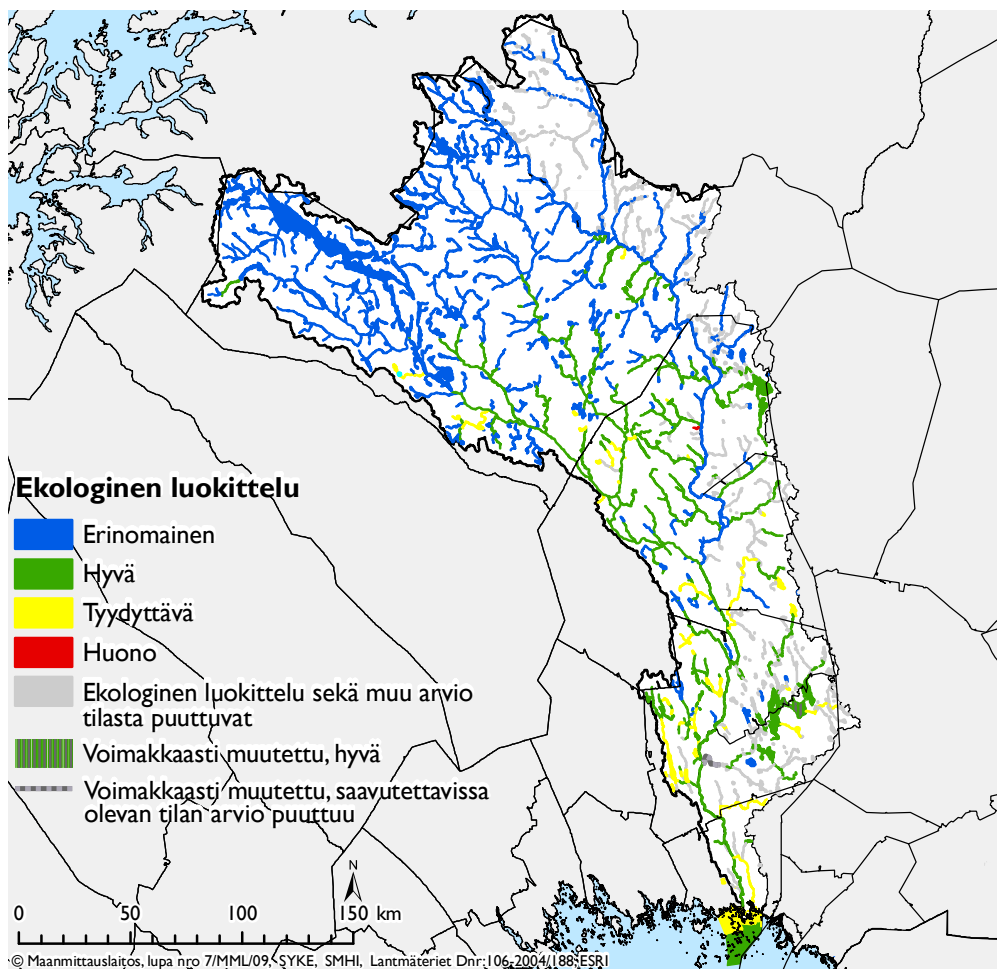 Ekologinen luokittelu
Erinomainen
Hyvä
Tyydyttävä
Huono
Ekologinen luokittelu sekä muu arvio
tilasta puuttuvat
Voimakkaasti muutettu, hyvä
Voimakkaasti muutettu, saavutettavissa
olevan tilan arvio puuttuu
N
0 50 100 150 km
© Maanmittauslaitos, lupa nro 7/MML/09, SYKE, SMHI, Lantmäteriet Dnr:106-2004/188, ESRI